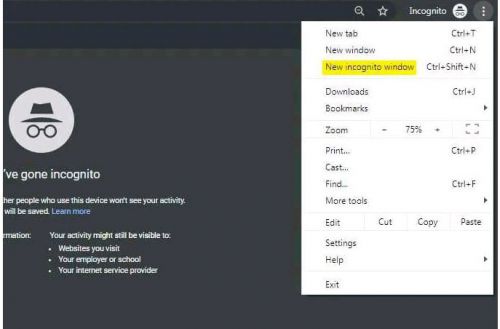 Incognito
New tab Ctrl+T
New window Ctrl+N
New incognito window Ctrl+Shift+N
Downloads Ctrl+J
Bookmarks
Zoom - 75% +
Print... Ctrl+P
Cast...
Find... Ctrl+F
More tools
Edit Cut Copy Paste
Settings
Help
Exit
've gone incognito
her people who use this device won't see your activity.
will be saved. Learn more
rmation: Your activity might still be visible to:
• Websites you visit
• Your employer or school
• Your internet service provider